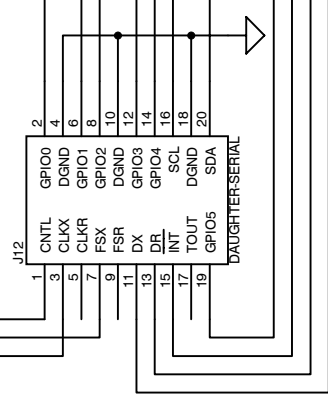 2
4
6
8
10
12
14
16
18
20
GPIO0
DGND
GPIO1
GPIO2
DGND
GPIO3
GPIO4
SCL
DGND
SDA
J12
CNTL
CLKX
CLKR
FSX
FSR
DX
DR
INT
TOUT
GPIO5
DAUGHTER-SERIAL
1
3
5
7
9
11
13
15
17
19